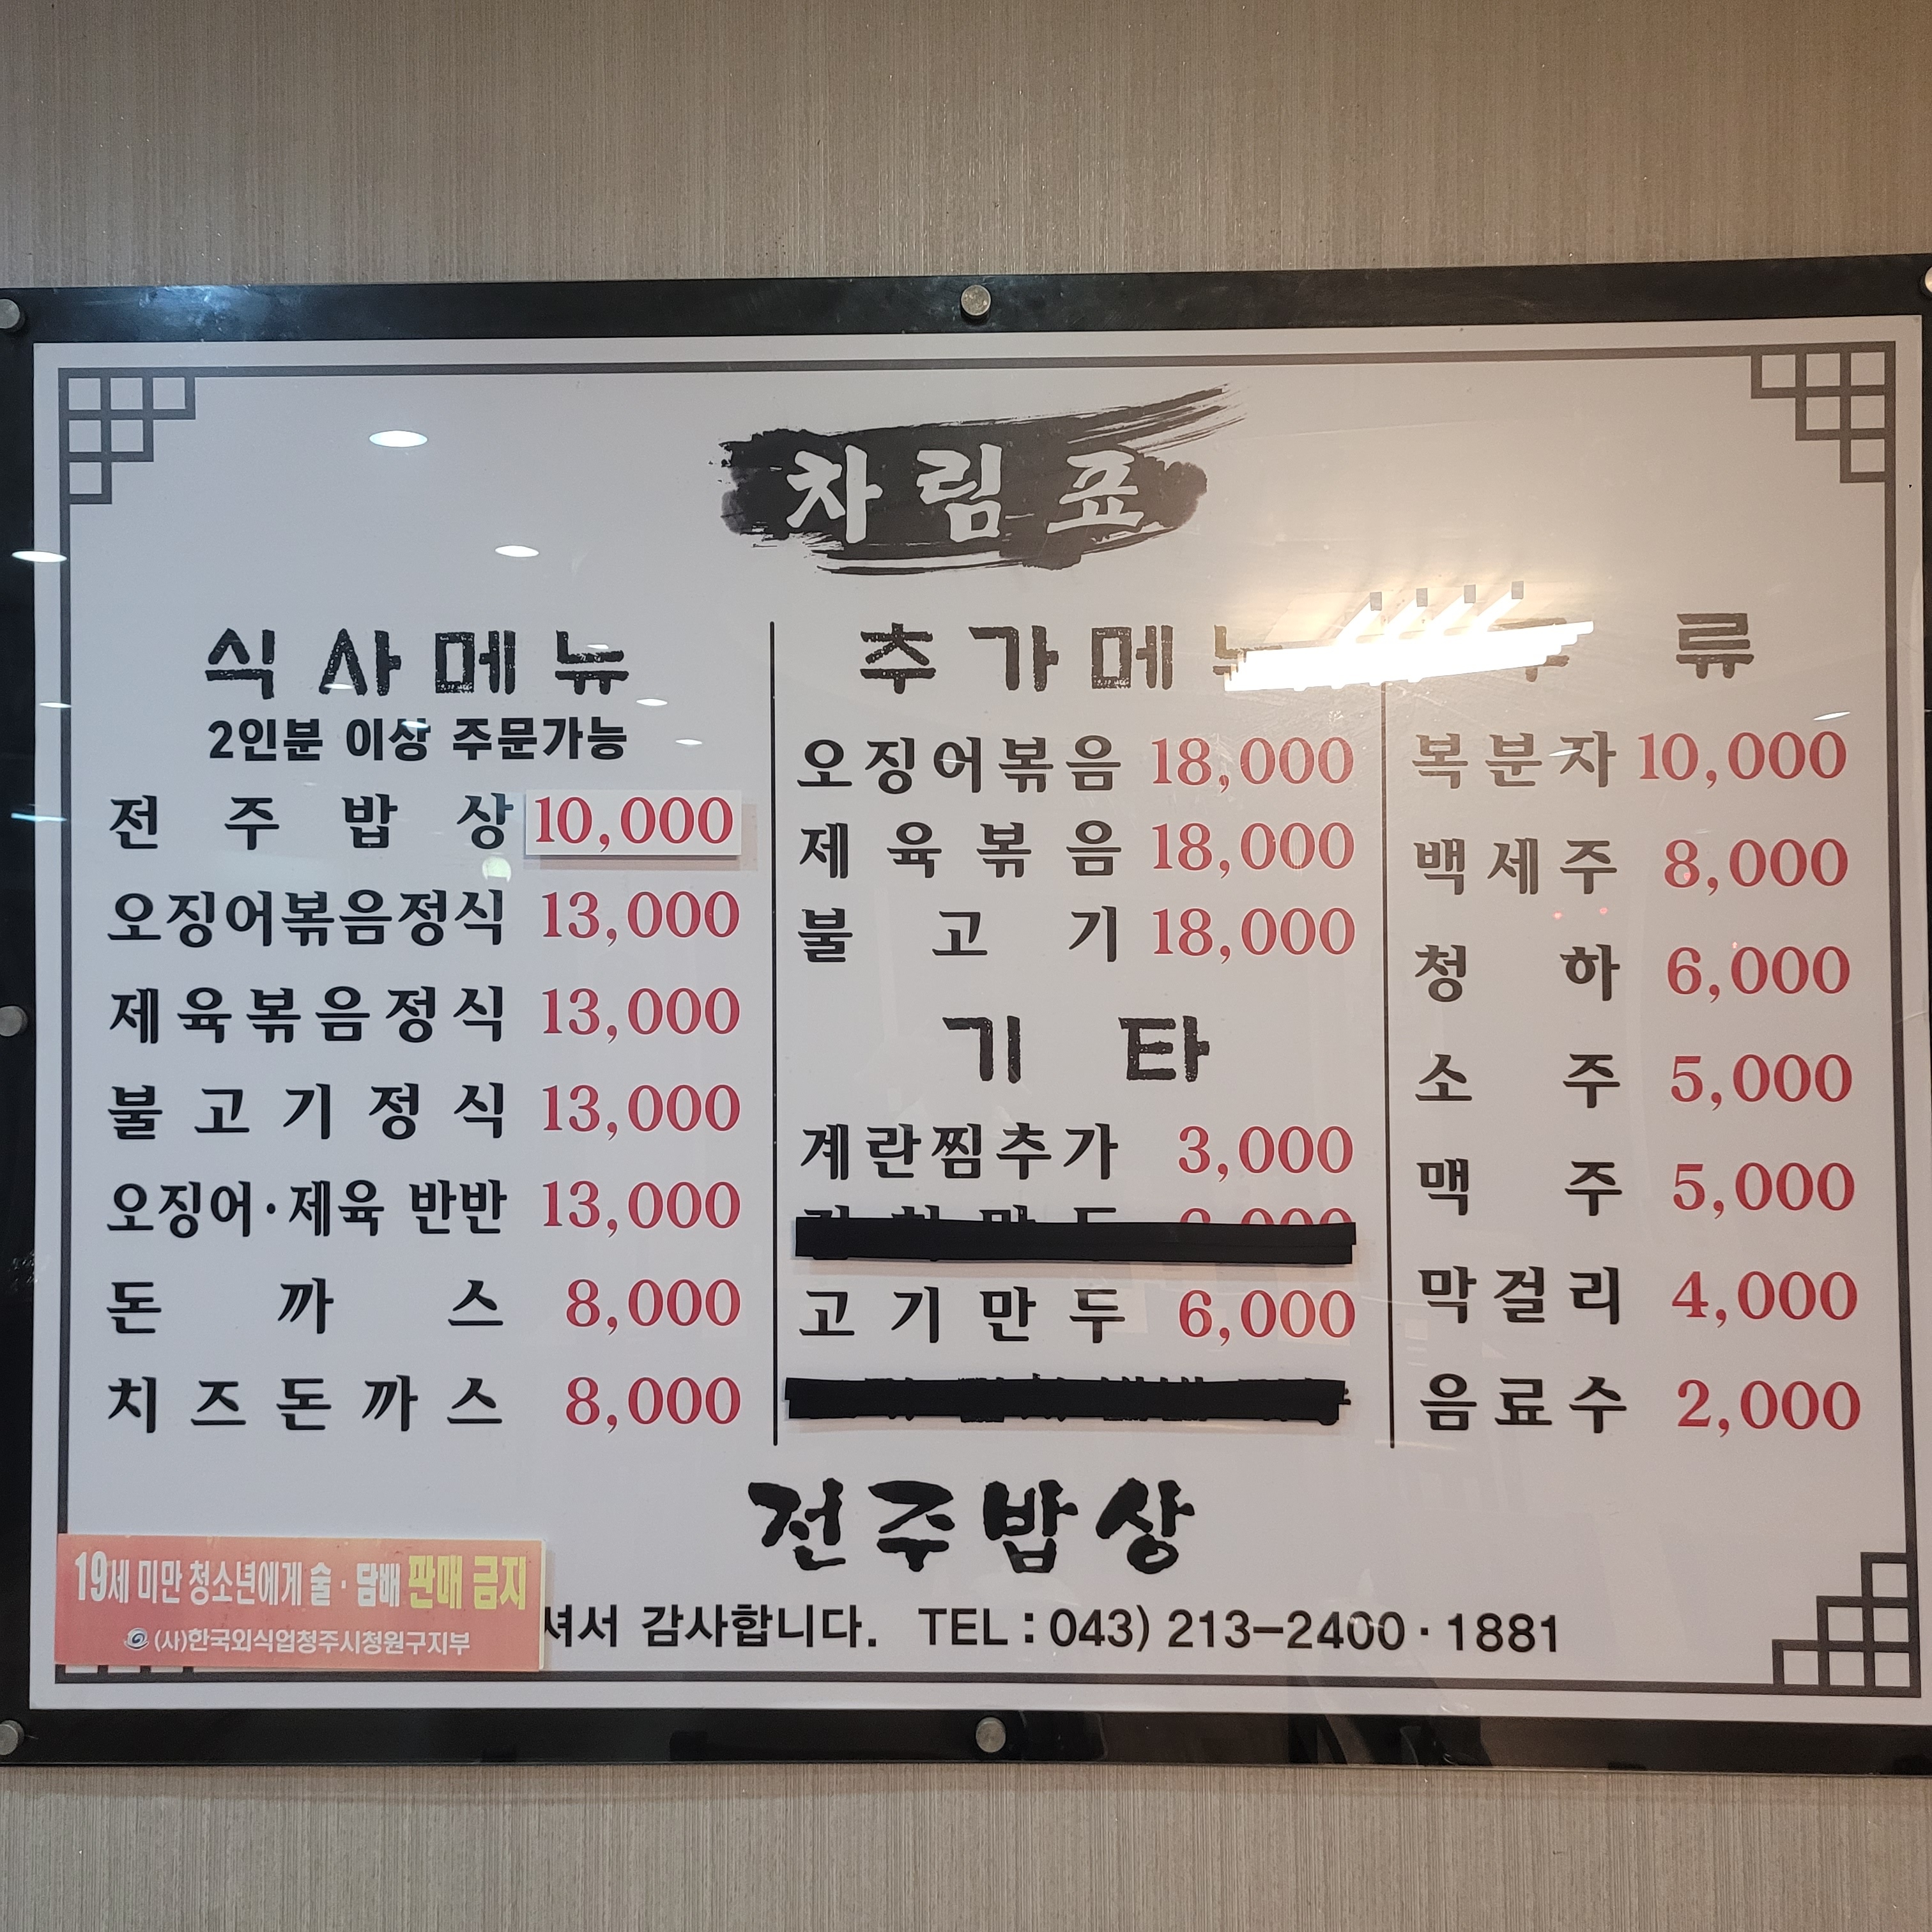 차림표
식사메뉴
2인분 이상 주문가능
전주밥상 10,000
오징어볶음정식 13,000
제육볶음정식 13,000
불고기정식 13,000
오징어·제육 반반 13,000
돈까스 8,000
치즈돈까스 8,000
추가메뉴
오징어볶음 18,000
제육볶음 18,000
불고기 18,000
기타
계란찜추가 3,000
고기만두 6,000
류
복분자 10,000
백세주 8,000
청하 6,000
소주 5,000
맥주 5,000
막걸리 4,000
음료수 2,000
전주밥상
셔서 감사합니다. TEL : 043) 213-2400 · 1881
19세 미만 청소년에게 술 · 담배 판매 금지
(사)한국외식업청주시청원구지부